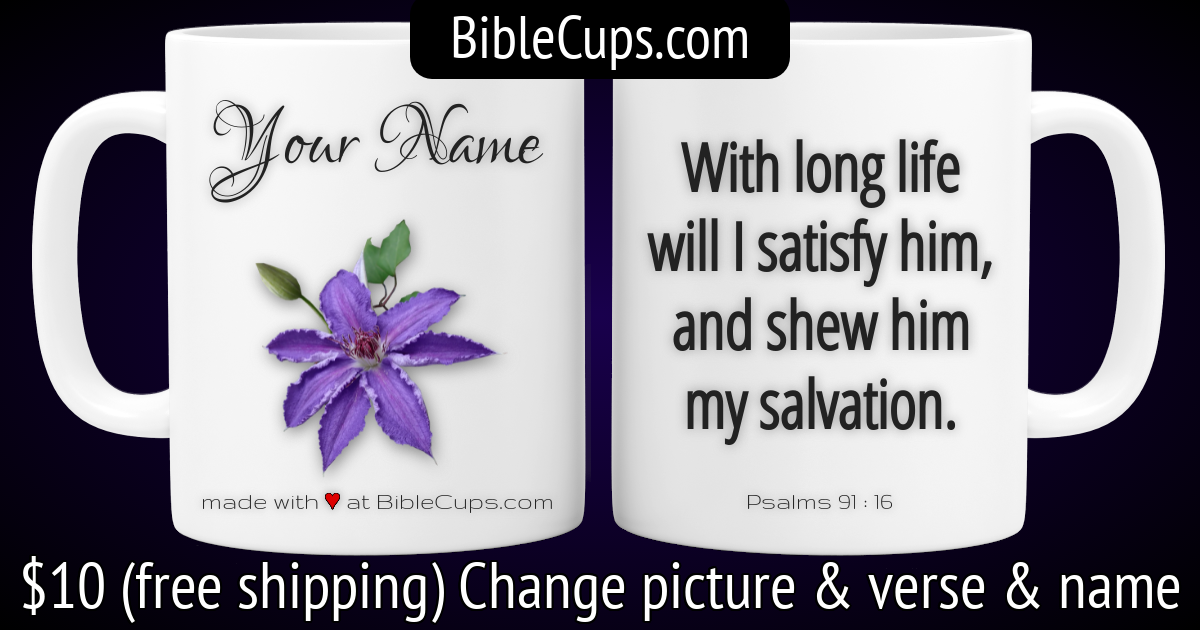 BibleCups.com
Your Name
made with ♥ at BibleCups.com
With long life
will I satisfy him,
and shew him
my salvation.
Psalms 91 : 16
$10 (free shipping) Change picture & verse & name